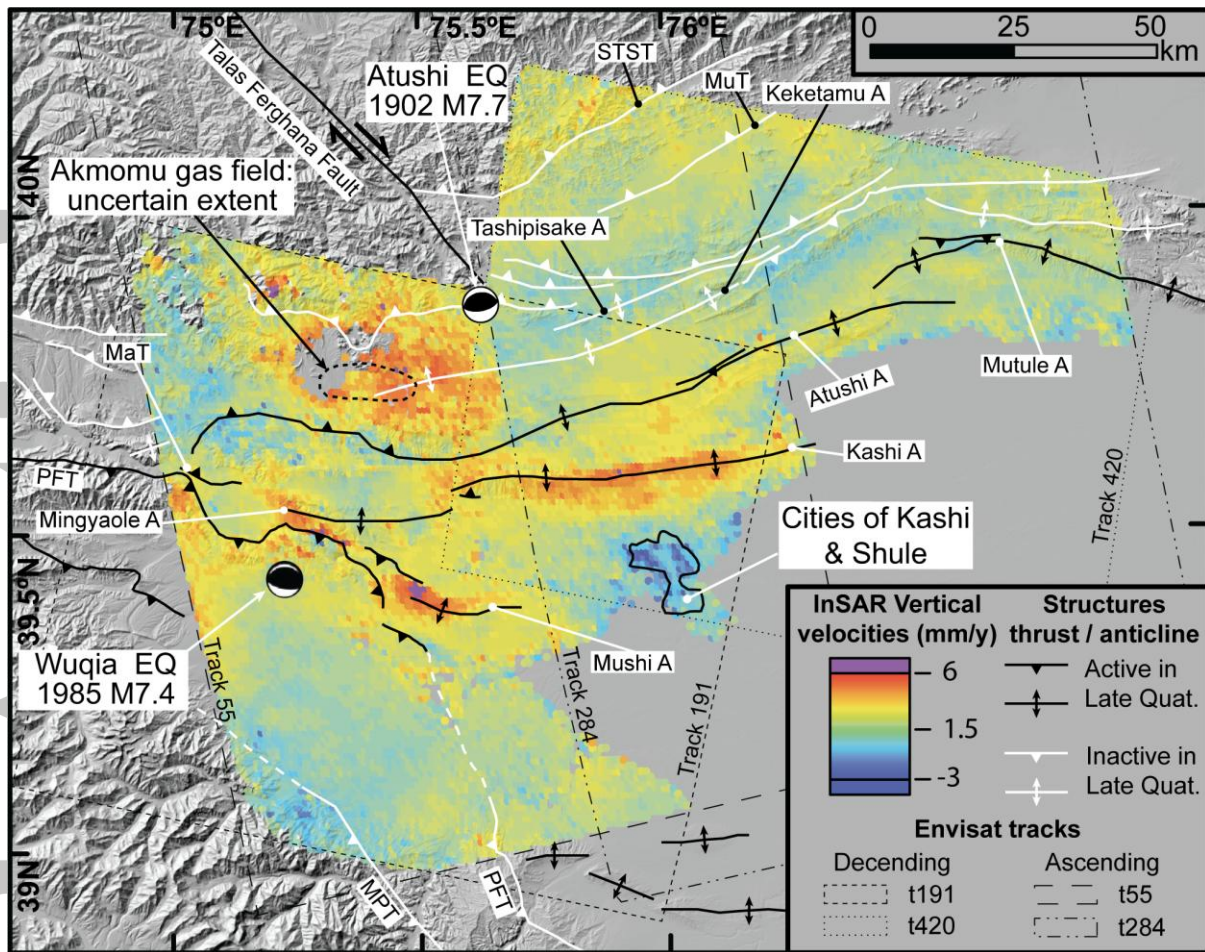 75ºE
75.5ºE
76ºE
0
25
50
km
Talas Ferghana Fault
Atushi EQ
1902 M7.7
STST
MuT
Keketamu A
40N
Akmomu gas field:
uncertain extent
Tashipisake A
MaT
Atushi A
Mutule A
PFT
Kashi A
Track 420
Mingyaole A
Cities of Kashi
& Shule
39.5N
Wuqia EQ
1985 M7.4
Track 55
Mushi A
Track 284
Track 191
39N
MPT
PFT
InSAR Vertical
velocities (mm/y)
6
1.5
-3
Structures
thrust / anticline
Active in
Late Quat.
Inactive in
Late Quat.
Envisat tracks
Decending
Ascending
t191
t55
t420
t284